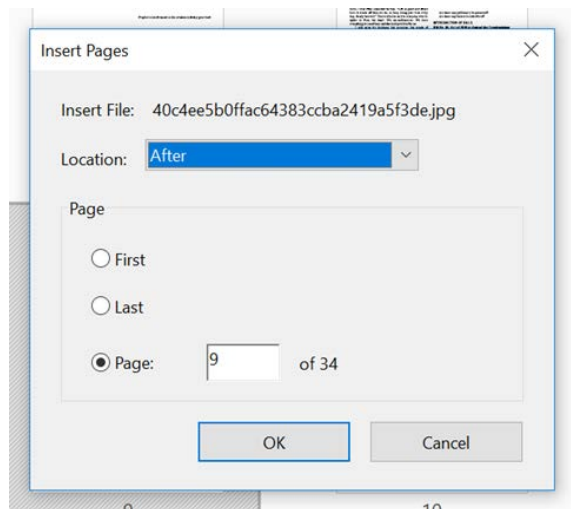 Insert Pages
Insert File: 40c4ee5b0ffac64383ccba2419a5f3de.jpg
Location: After
Page
First
Last
Page: 9 of 34
OK Cancel